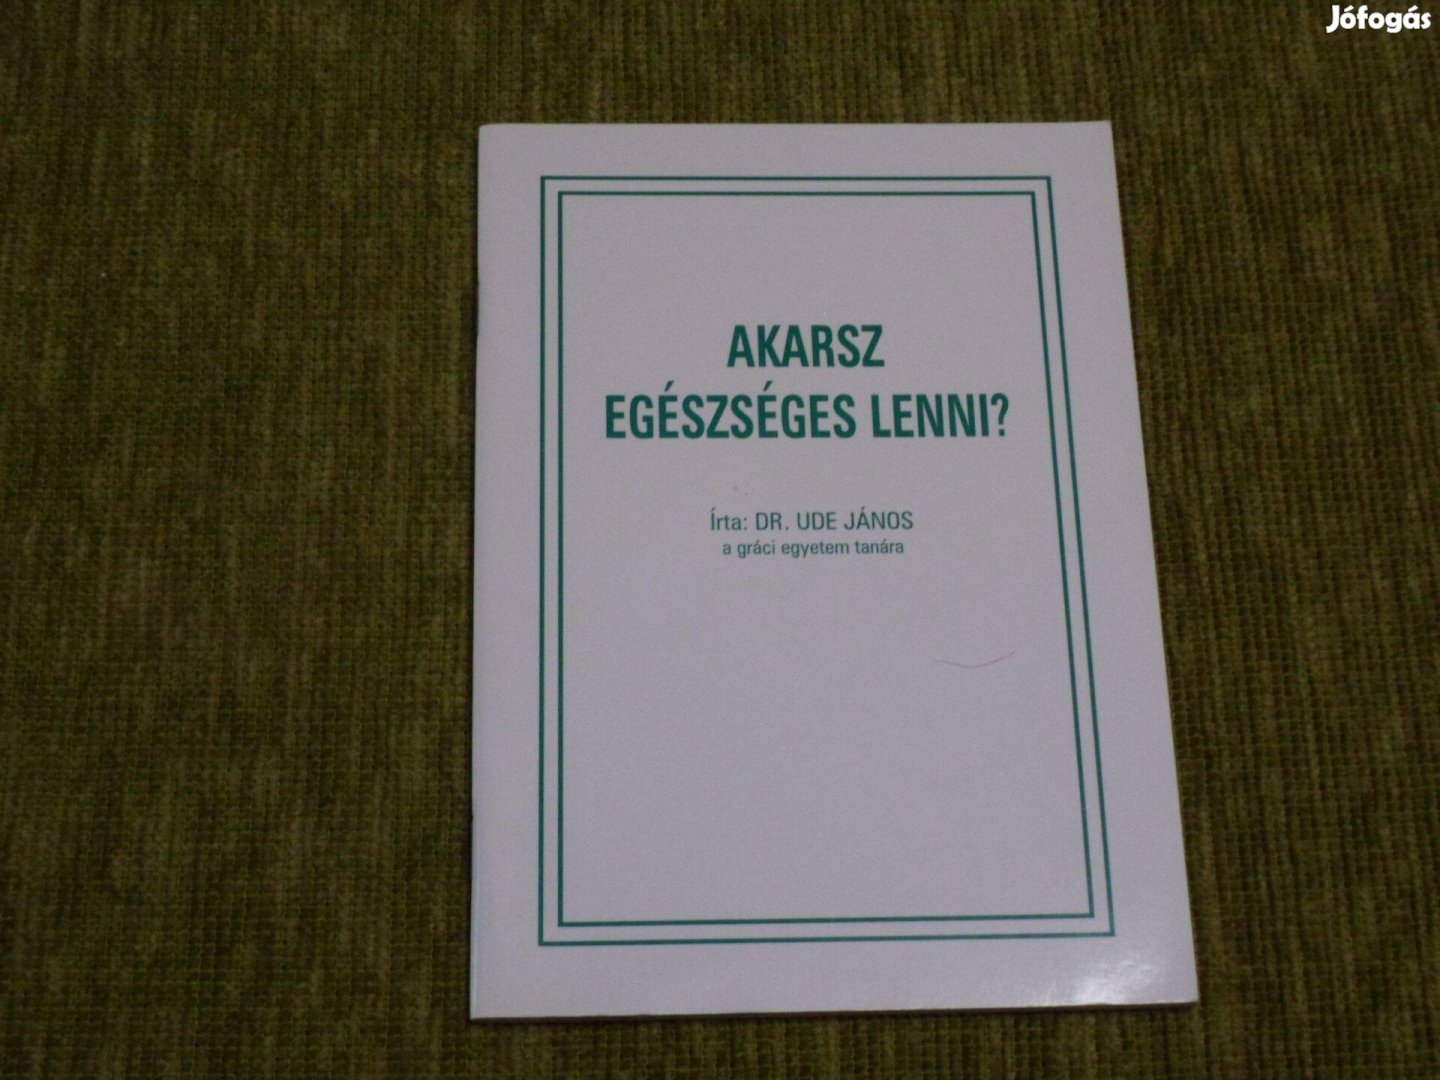 Jófogás
AKARSZ
EGÉSZSÉGES LENNI?
Írta: DR. UDE JÁNOS
a gráci egyetem tanára